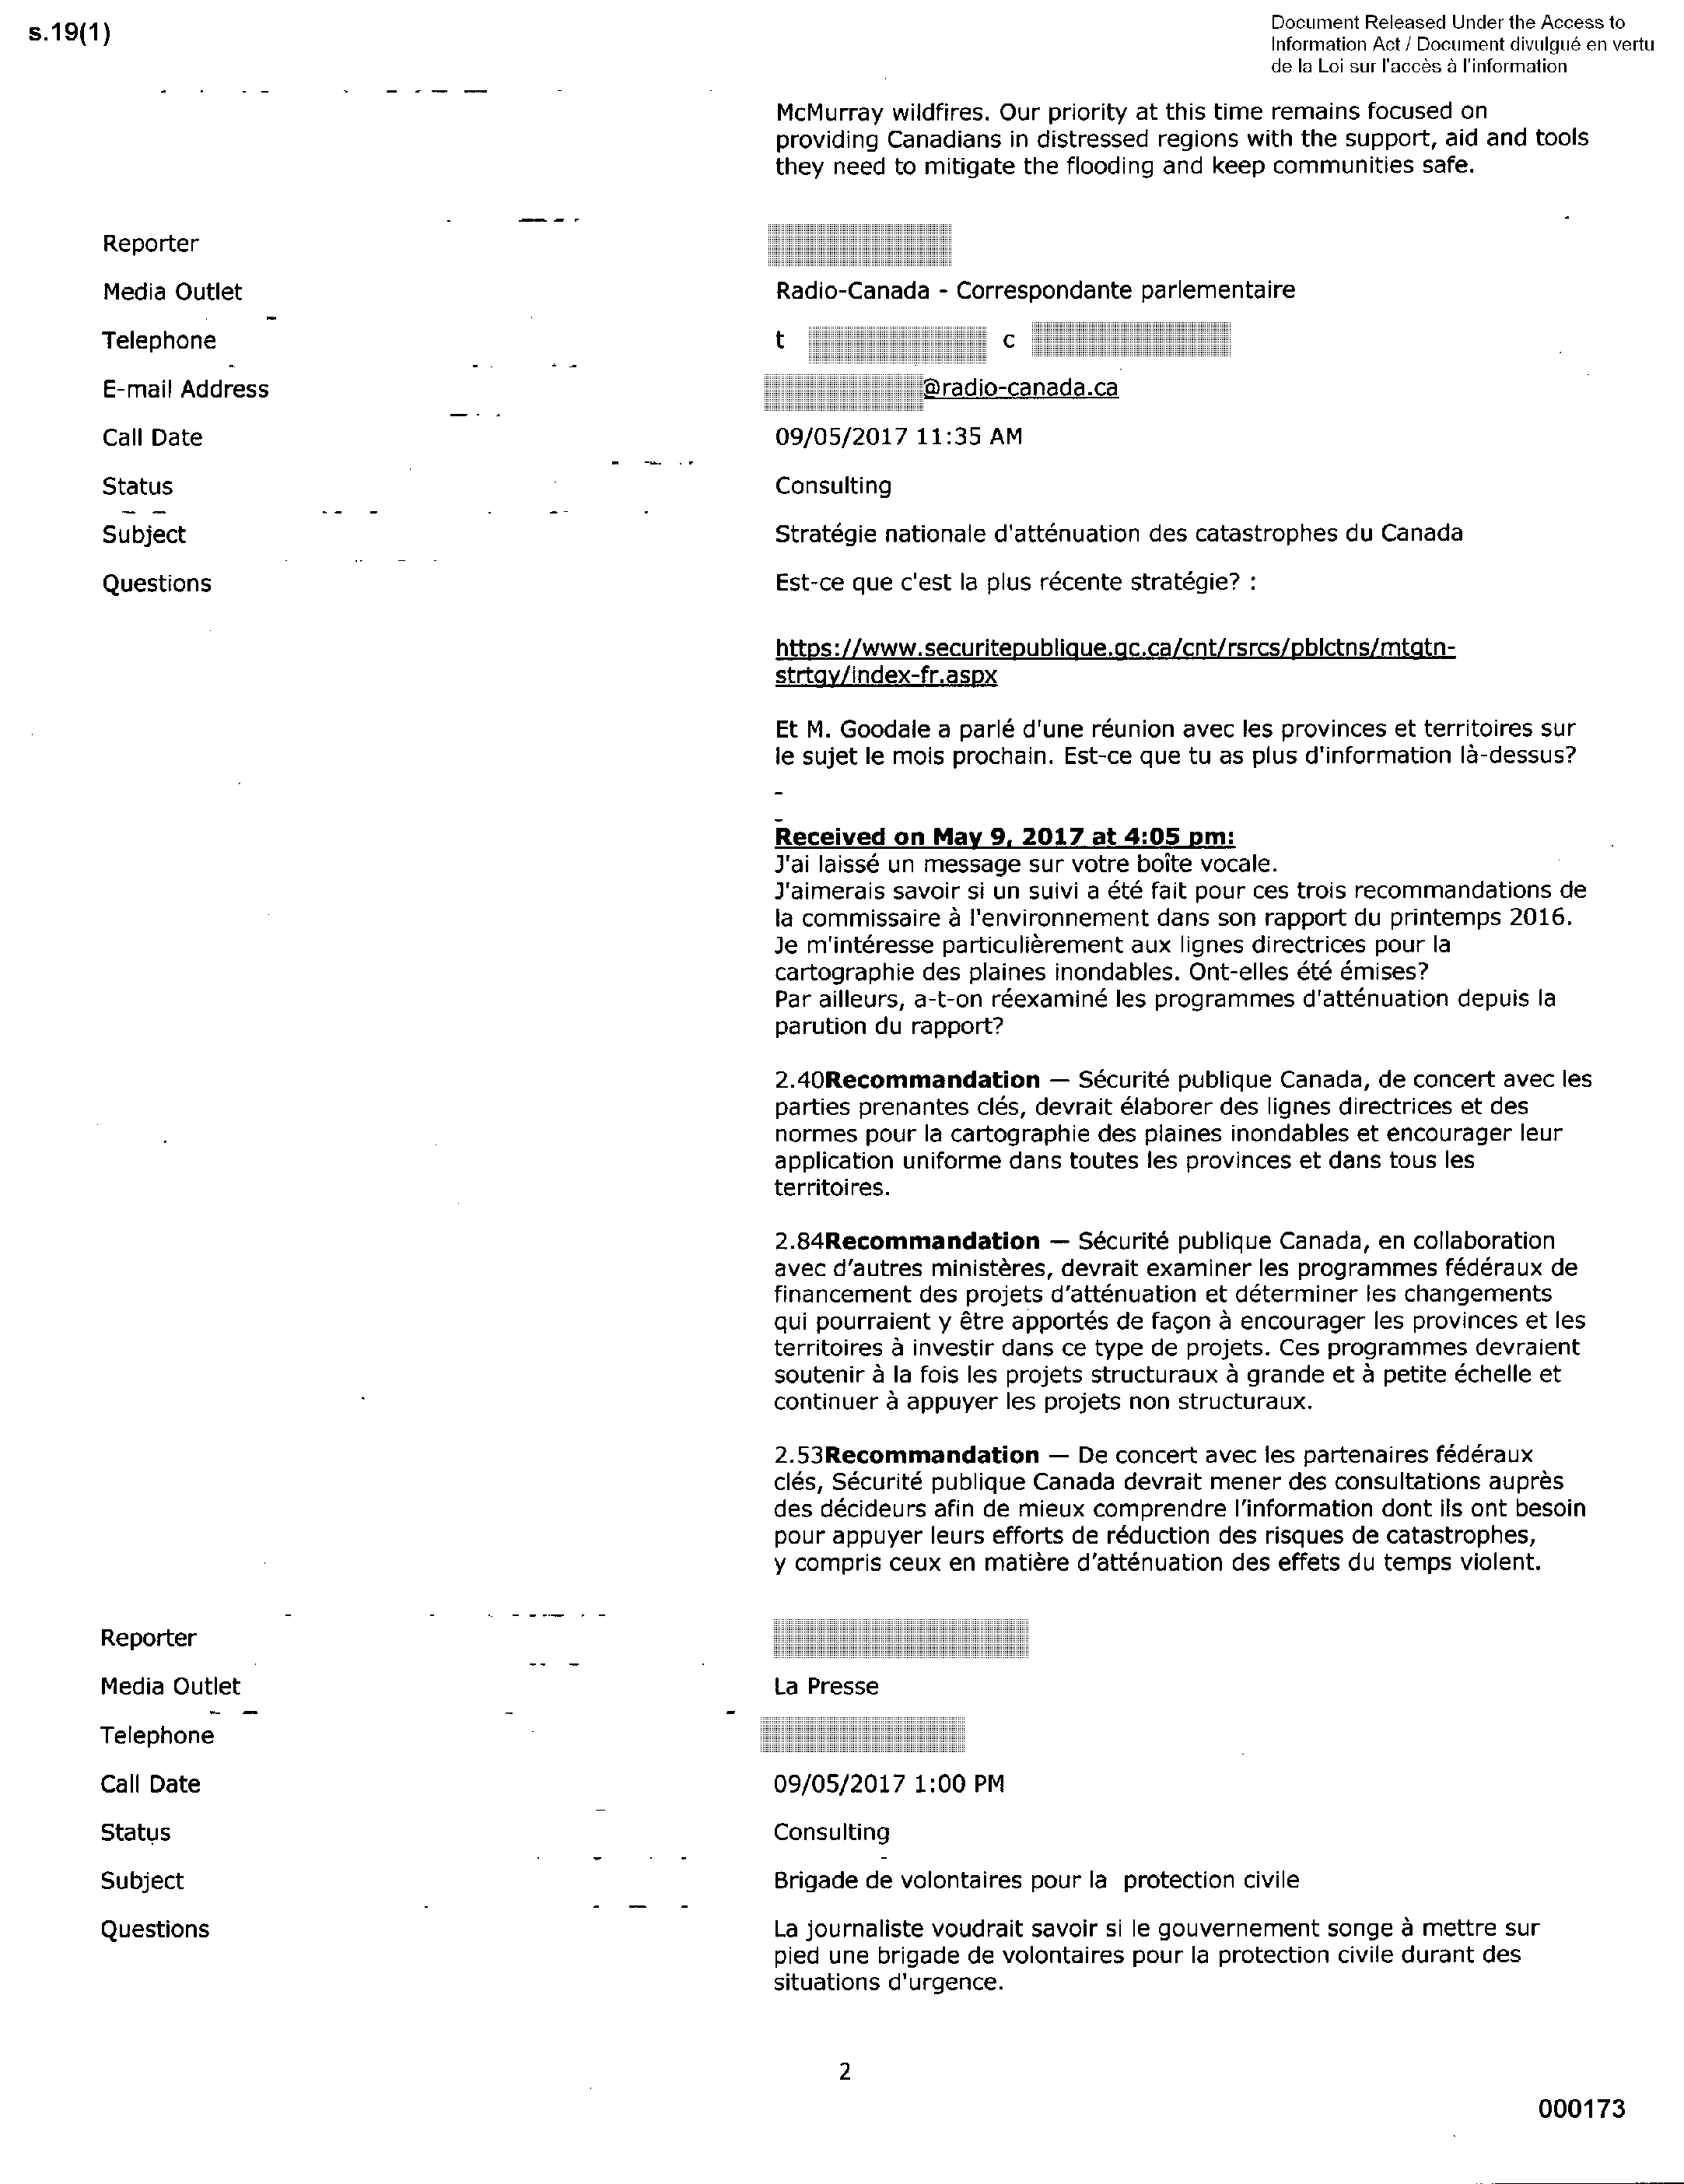 s.19(1)
Document Released Under the Access to
Information Act / Document divulgué en vertu
de la Loi sur l'accès à l'information
McMurray wildfires. Our priority at this time remains focused on
providing Canadians in distressed regions with the support, aid and tools
they need to mitigate the flooding and keep communities safe.
Reporter
Media Outlet Radio-Canada - Correspondante parlementaire
Telephone t c
E-mail Address @radio-canada.ca
Call Date 09/05/2017 11:35 AM
Status Consulting
Subject Stratégie nationale d'atténuation des catastrophes du Canada
Questions Est-ce que c'est la plus récente stratégie? :
https://www.securitepublique.gc.ca/cnt/rsrcs/pblctns/mtgtn-
strtgy/index-fr.aspx
Et M. Goodale a parlé d'une réunion avec les provinces et territoires sur
le sujet le mois prochain. Est-ce que tu as plus d'information là-dessus?
-
-
Received on May 9, 2017 at 4:05 pm:
J'ai laissé un message sur votre boîte vocale.
J'aimerais savoir si un suivi a été fait pour ces trois recommandations de
la commissaire à l'environnement dans son rapport du printemps 2016.
Je m'intéresse particulièrement aux lignes directrices pour la
cartographie des plaines inondables. Ont-elles été émises?
Par ailleurs, a-t-on réexaminé les programmes d'atténuation depuis la
parution du rapport?
2.40Recommandation — Sécurité publique Canada, de concert avec les
parties prenantes clés, devrait élaborer des lignes directrices et des
normes pour la cartographie des plaines inondables et encourager leur
application uniforme dans toutes les provinces et dans tous les
territoires.
2.84Recommandation — Sécurité publique Canada, en collaboration
avec d'autres ministères, devrait examiner les programmes fédéraux de
financement des projets d'atténuation et déterminer les changements
qui pourraient y être apportés de façon à encourager les provinces et les
territoires à investir dans ce type de projets. Ces programmes devraient
soutenir à la fois les projets structuraux à grande et à petite échelle et
continuer à appuyer les projets non structuraux.
2.53Recommandation — De concert avec les partenaires fédéraux
clés, Sécurité publique Canada devrait mener des consultations auprès
des décideurs afin de mieux comprendre l'information dont ils ont besoin
pour appuyer leurs efforts de réduction des risques de catastrophes,
y compris ceux en matière d'atténuation des effets du temps violent.
Reporter
Media Outlet La Presse
Telephone
Call Date 09/05/2017 1:00 PM
Status Consulting
Subject Brigade de volontaires pour la protection civile
Questions La journaliste voudrait savoir si le gouvernement songe à mettre sur
pied une brigade de volontaires pour la protection civile durant des
situations d'urgence.
2
000173